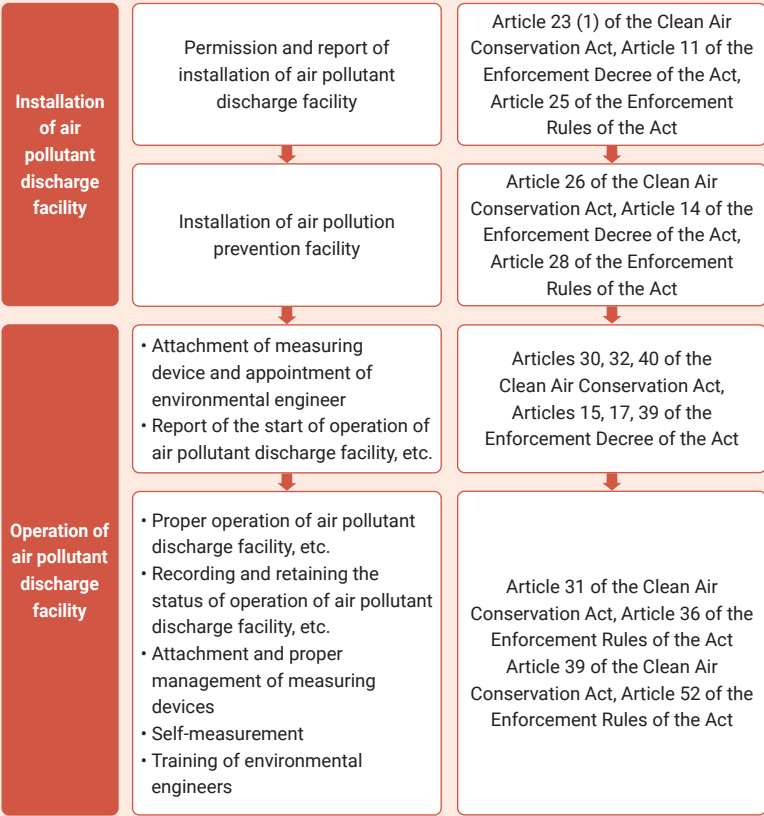 Installation
of air
pollutant
discharge
facility
Permission and report of
installation of air pollutant
discharge facility
Article 23 (1) of the Clean Air
Conservation Act, Article 11 of the
Enforcement Decree of the Act,
Article 25 of the Enforcement
Rules of the Act
Installation of air pollution
prevention facility
Article 26 of the Clean Air
Conservation Act, Article 14 of the
Enforcement Decree of the Act,
Article 28 of the Enforcement
Rules of the Act
Operation of
air pollutant
discharge
facility
• Attachment of measuring
device and appointment of
environmental engineer
• Report of the start of operation of
air pollutant discharge facility, etc.
Articles 30, 32, 40 of the
Clean Air Conservation Act,
Articles 15, 17, 39 of the
Enforcement Decree of the Act
• Proper operation of air pollutant
discharge facility, etc.
• Recording and retaining the
status of operation of air pollutant
discharge facility, etc.
• Attachment and proper
management of measuring
devices
• Self-measurement
• Training of environmental
engineers
Article 31 of the Clean Air
Conservation Act, Article 36 of the
Enforcement Rules of the Act
Article 39 of the Clean Air
Conservation Act, Article 52 of the
Enforcement Rules of the Act